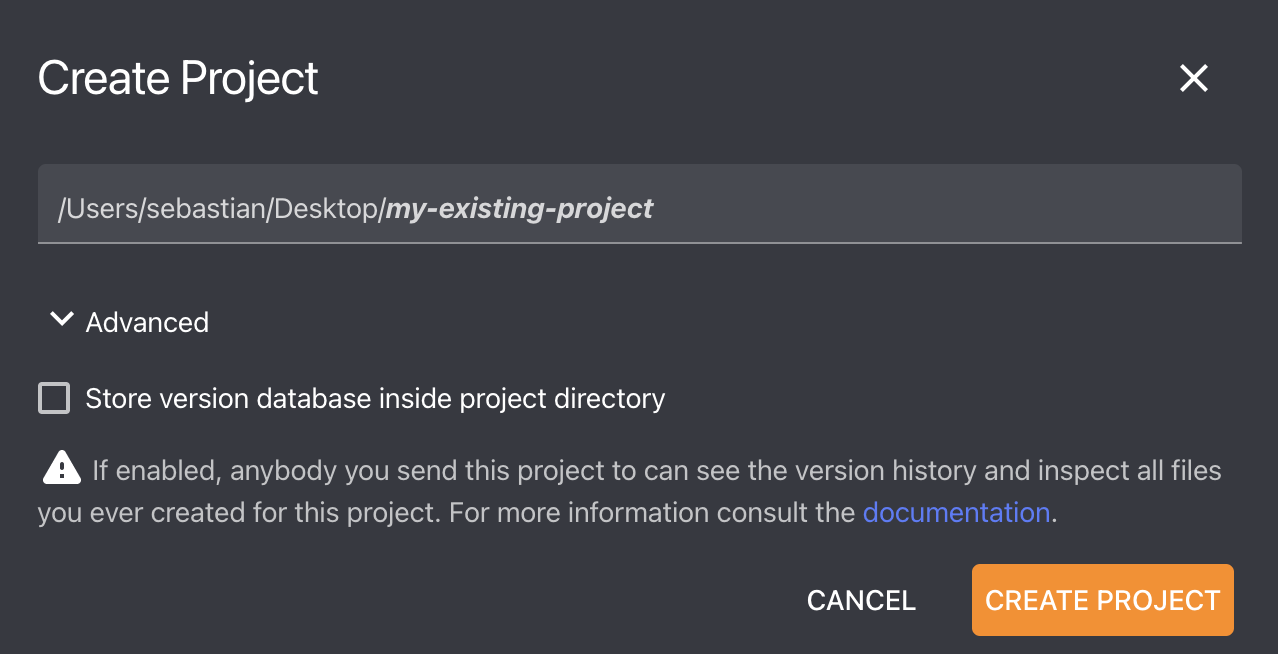 Create Project
/Users/sebastian/Desktop/my-existing-project
Advanced
Store version database inside project directory
If enabled, anybody you send this project to can see the version history and inspect all files
you ever created for this project. For more information consult the documentation.
CANCEL
CREATE PROJECT